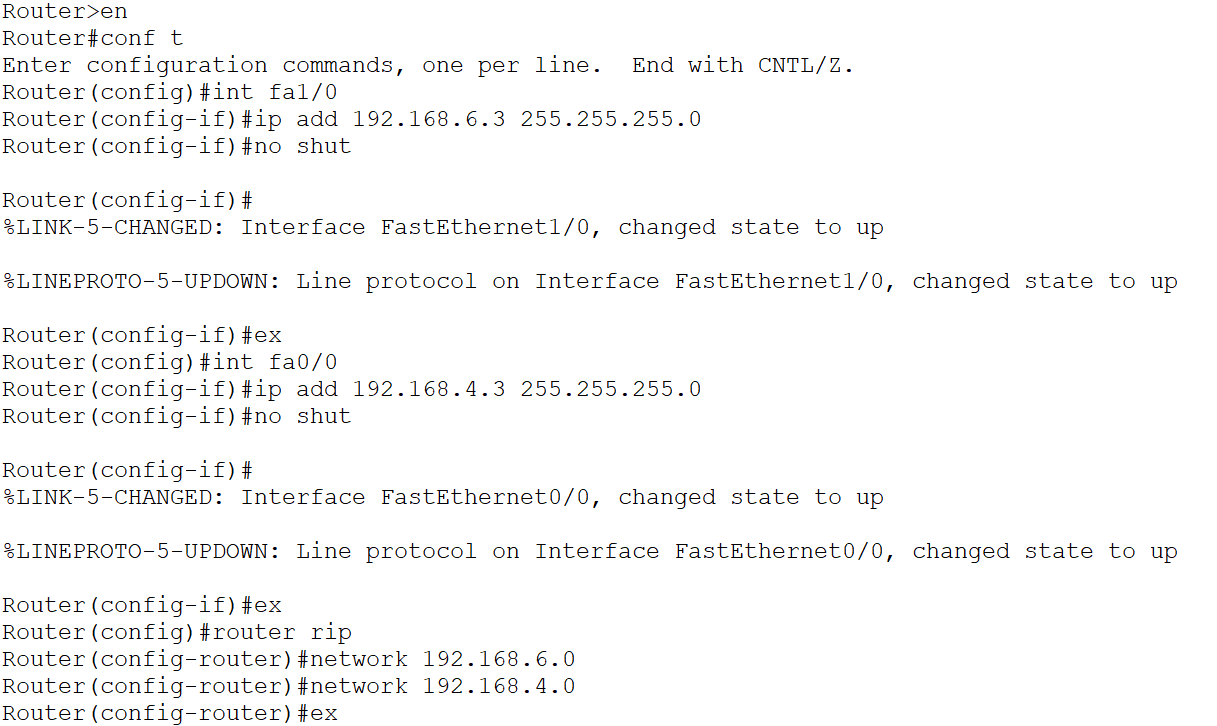 Router>en
Router#conf t
Enter configuration commands, one per line.  End with CNTL/Z.
Router(config)#int fa1/0
Router(config-if)#ip add 192.168.6.3 255.255.255.0
Router(config-if)#no shut
Router(config-if)#
%LINK-5-CHANGED: Interface FastEthernet1/0, changed state to up
%LINEPROTO-5-UPDOWN: Line protocol on Interface FastEthernet1/0, changed state to up
Router(config-if)#ex
Router(config)#int fa0/0
Router(config-if)#ip add 192.168.4.3 255.255.255.0
Router(config-if)#no shut
Router(config-if)#
%LINK-5-CHANGED: Interface FastEthernet0/0, changed state to up
%LINEPROTO-5-UPDOWN: Line protocol on Interface FastEthernet0/0, changed state to up
Router(config-if)#ex
Router(config)#router rip
Router(config-router)#network 192.168.6.0
Router(config-router)#network 192.168.4.0
Router(config-router)#ex